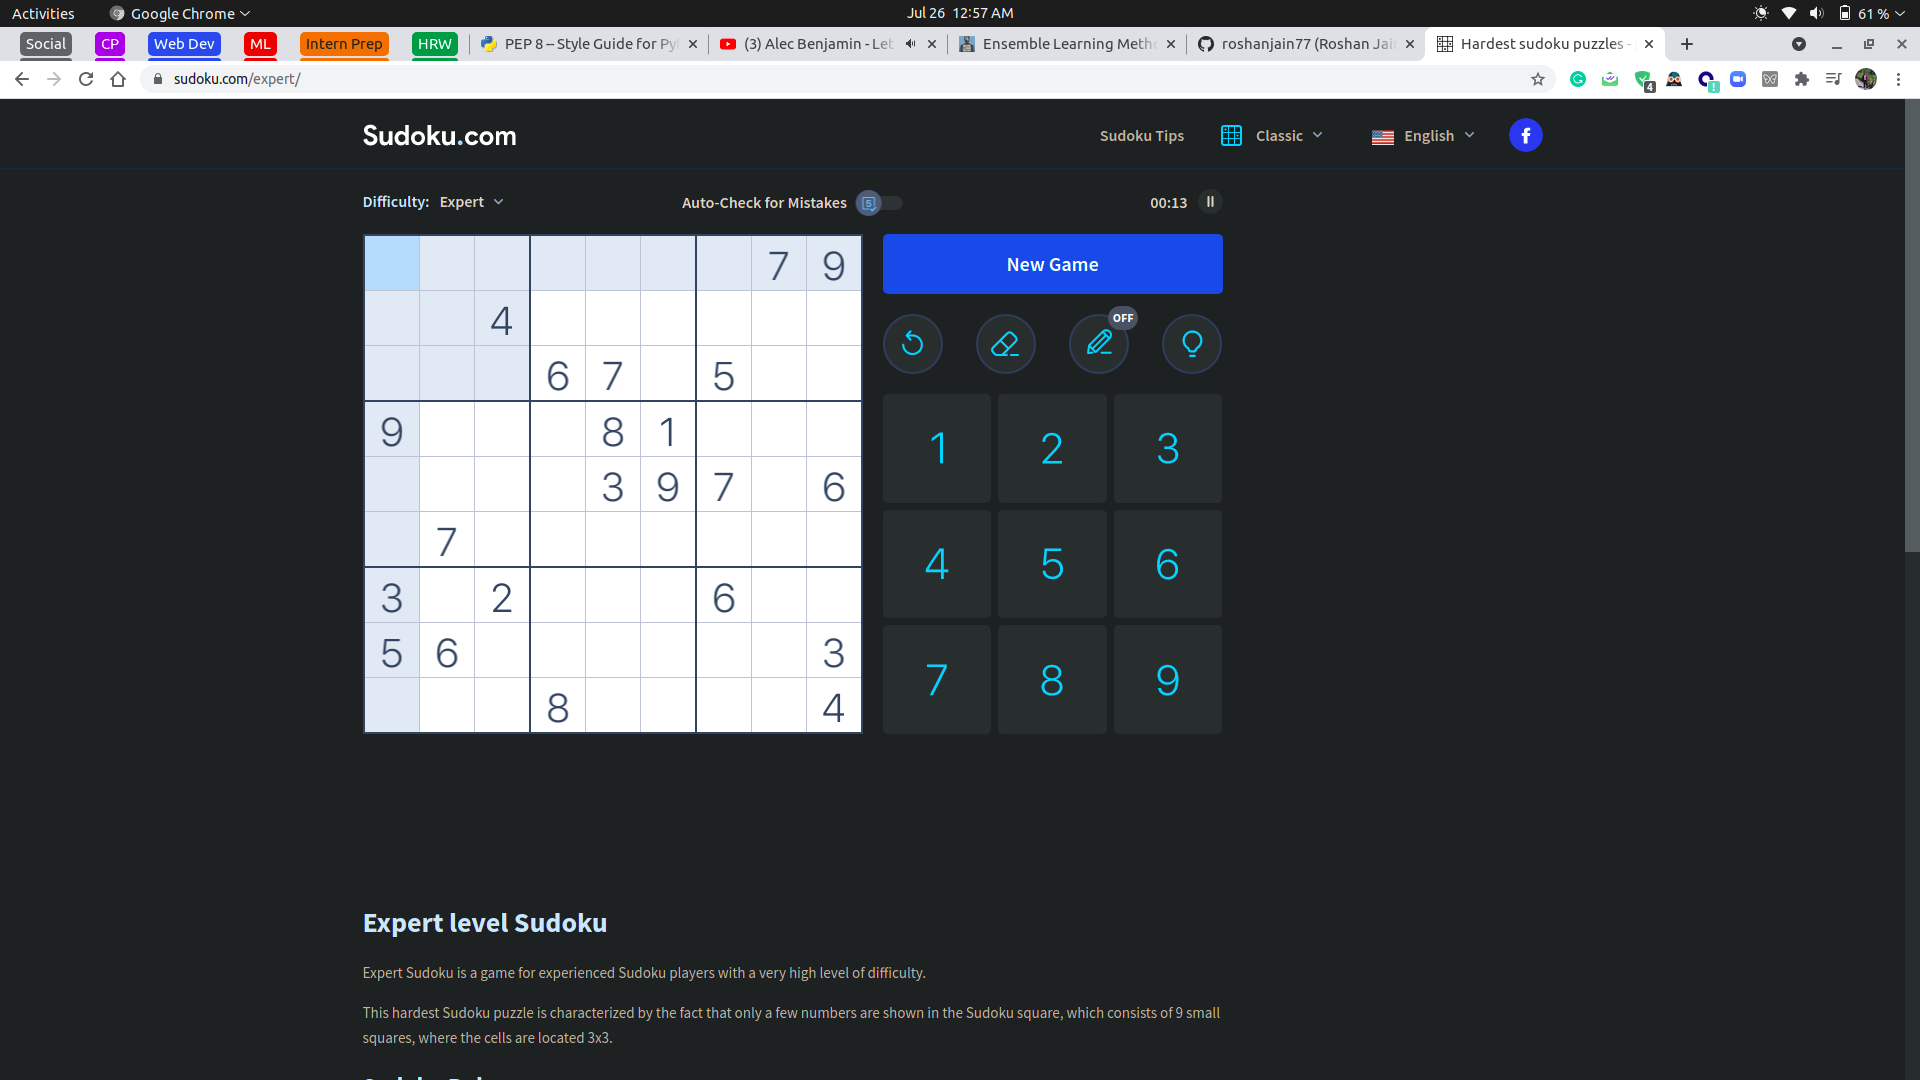 Activities Google Chrome Jul 26 12:57 AM 61 %
Social CP Web Dev ML Intern Prep HRW PEP 8 – Style Guide for Py (3) Alec Benjamin - Let Ensemble Learning Metho roshanjain77 (Roshan Jai Hardest sudoku puzzles -
sudoku.com/expert/ 4
Sudoku.com Sudoku Tips Classic English f
Difficulty: Expert Auto-Check for Mistakes 5 00:13
7 9 New Game
4 OFF
6 7 5
9 8 1 1 2 3
3 9 7 6
7 4 5 6
3 2 6
5 6 3 7 8 9
8 4
Expert level Sudoku
Expert Sudoku is a game for experienced Sudoku players with a very high level of difficulty.
This hardest Sudoku puzzle is characterized by the fact that only a few numbers are shown in the Sudoku square, which consists of 9 small
squares, where the cells are located 3x3.